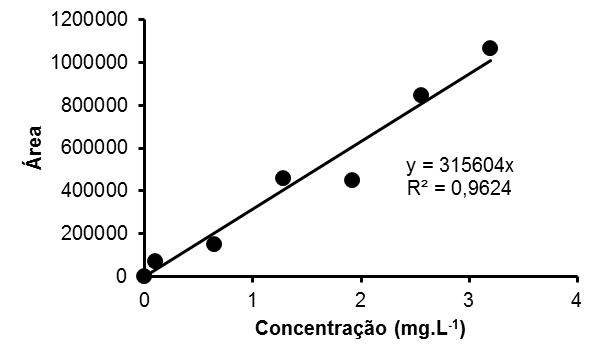 1200000
1000000
800000
600000
400000
200000
0
Área
y = 315604x
R² = 0,9624
0 1 2 3 4
Concentração (mg.L⁻¹)